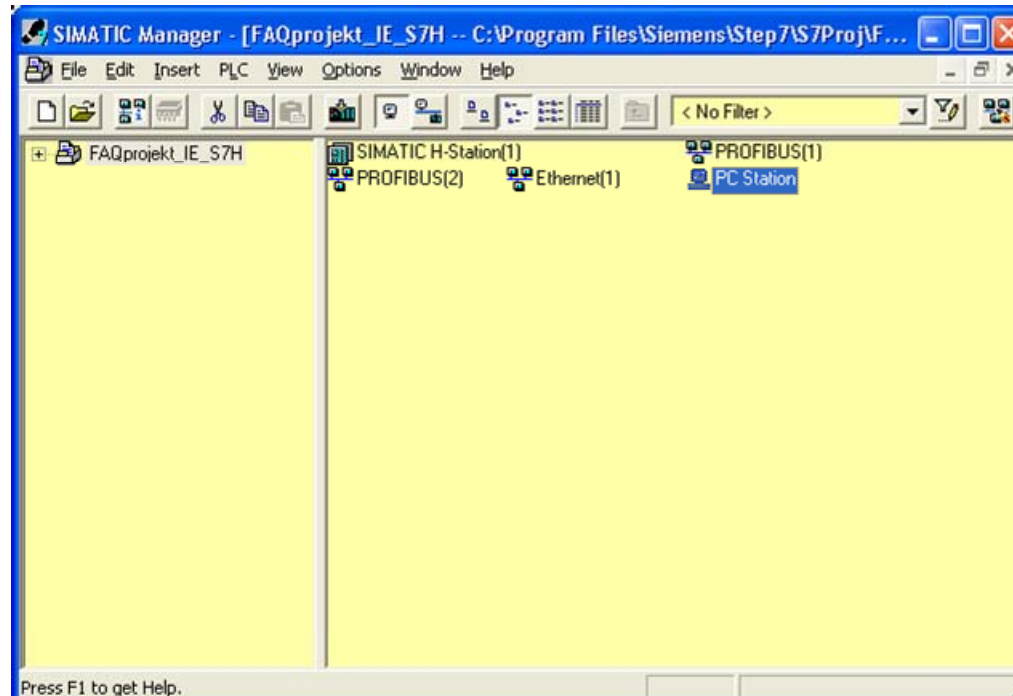 SIMATIC Manager - [FAQprojekt_IE_S7H -- C:\Program Files\Siemens\Step7\S7Proj\F...
File Edit Insert PLC View Options Window Help
< No Filter >
FAQprojekt_IE_S7H
SIMATIC H-Station(1) PROFIBUS(1)
PROFIBUS(2) Ethernet(1) PC Station
Press F1 to get Help.